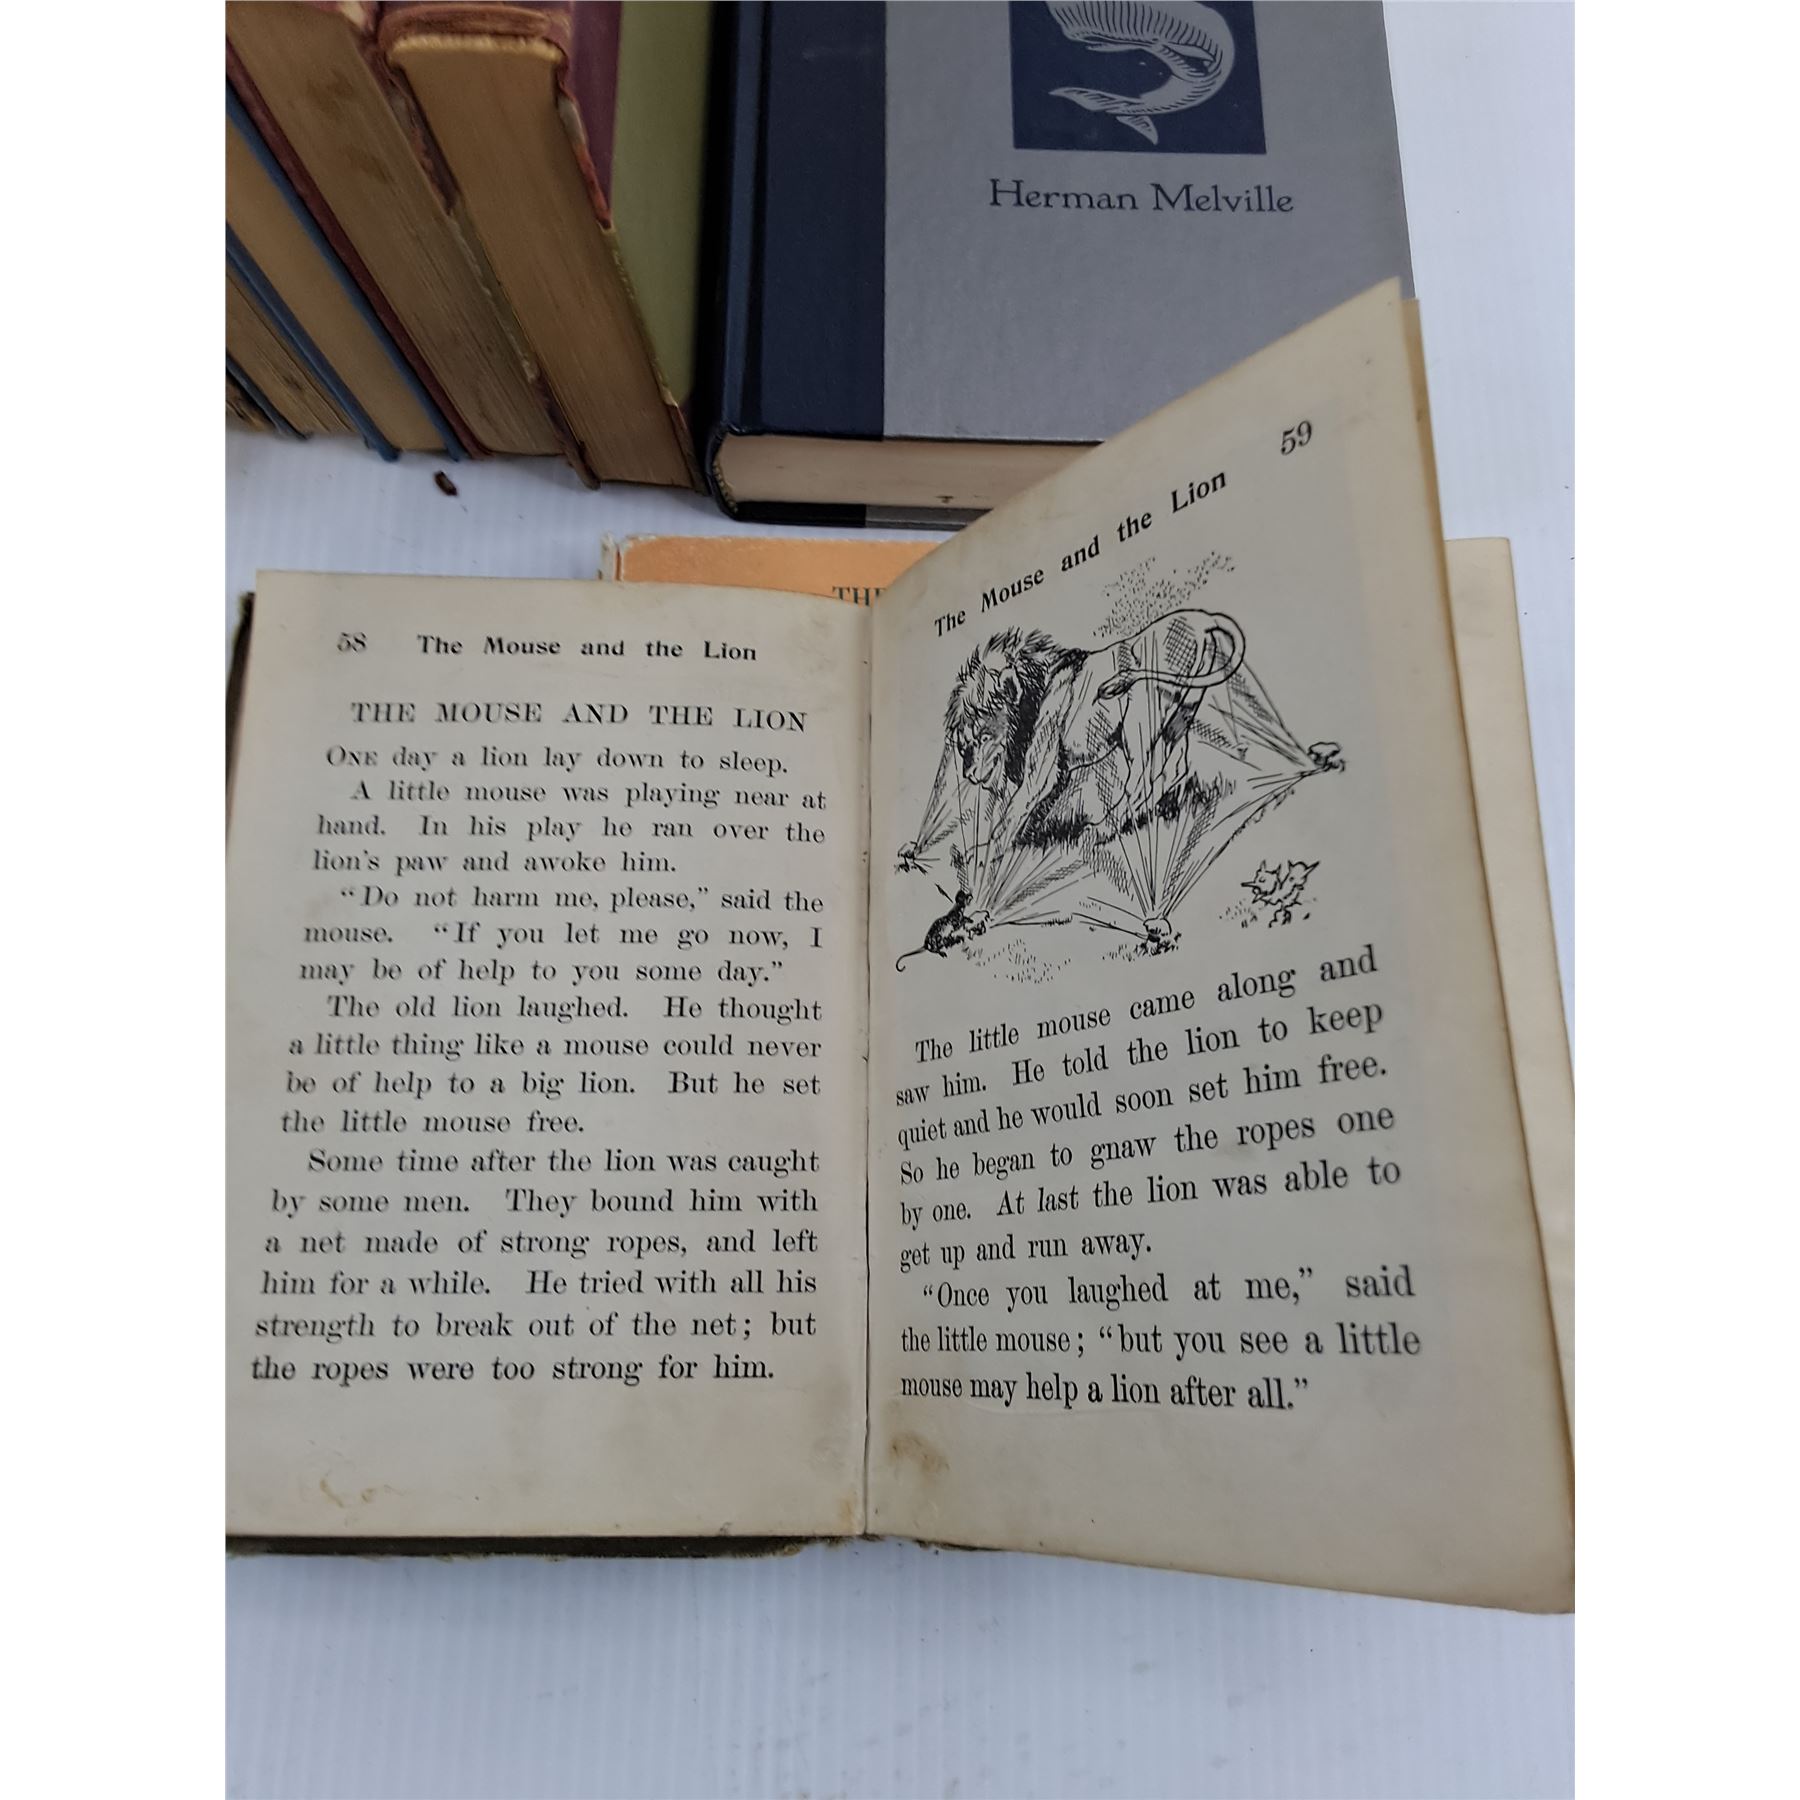 Herman Melville
THE
58 The Mouse and the Lion
THE MOUSE AND THE LION
ONE day a lion lay down to sleep.
A little mouse was playing near at
hand. In his play he ran over the
lion's paw and awoke him.
“Do not harm me, please,” said the
mouse. “If you let me go now, I
may be of help to you some day.”
The old lion laughed. He thought
a little thing like a mouse could never
be of help to a big lion. But he set
the little mouse free.
Some time after the lion was caught
by some men. They bound him with
a net made of strong ropes, and left
him for a while. He tried with all his
strength to break out of the net; but
the ropes were too strong for him.
The Mouse and the Lion 59
The little mouse came along and
saw him. He told the lion to keep
quiet and he would soon set him free.
So he began to gnaw the ropes one
by one. At last the lion was able to
get up and run away.
“Once you laughed at me,” said
the little mouse; “but you see a little
mouse may help a lion after all.”